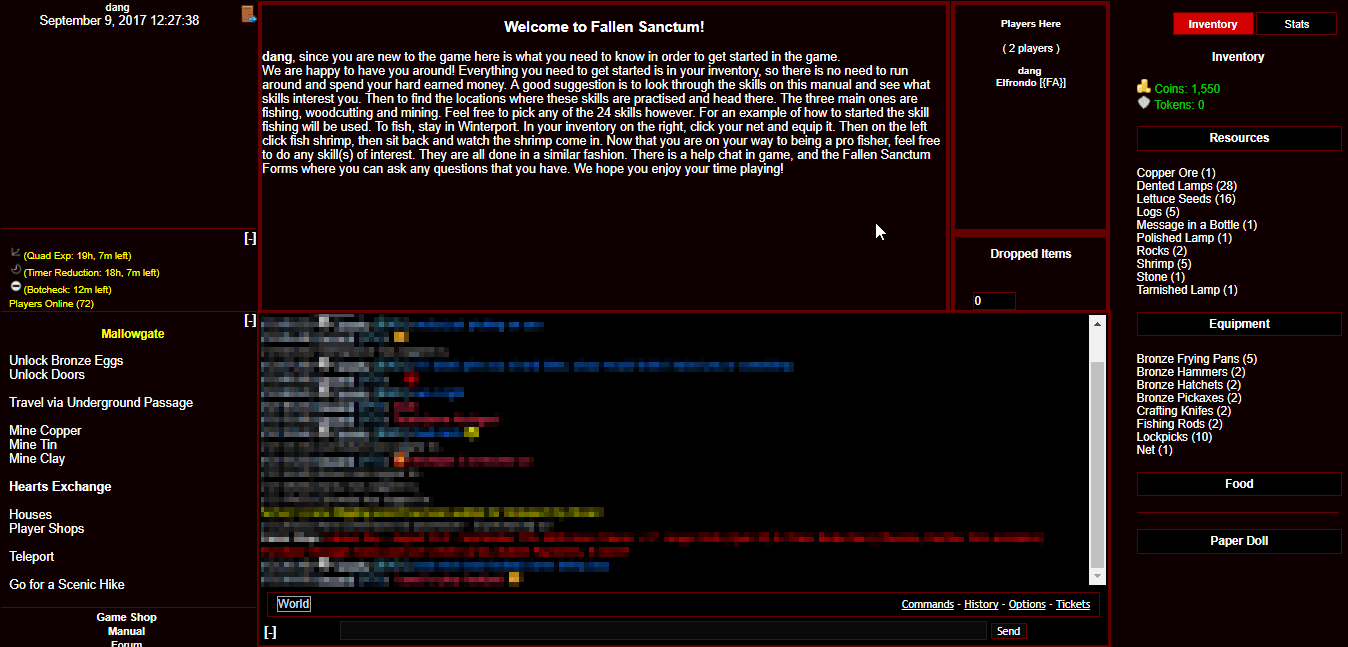 dang
September 9, 2017 12:27:38
[-]
(Quad Exp: 19h, 7m left)
(Timer Reduction: 18h, 7m left)
(Botcheck: 12m left)
Players Online (72)
[-]
Mallowgate
Unlock Bronze Eggs
Unlock Doors
Travel via Underground Passage
Mine Copper
Mine Tin
Mine Clay
Hearts Exchange
Houses
Player Shops
Teleport
Go for a Scenic Hike
Game Shop
Manual
Forum
Welcome to Fallen Sanctum!
dang, since you are new to the game here is what you need to know in order to get started in the game.
We are happy to have you around! Everything you need to get started is in your inventory, so there is no need to run
around and spend your hard earned money. A good suggestion is to look through the skills on this manual and see what
skills interest you. Then to find the locations where these skills are practised and head there. The three main ones are
fishing, woodcutting and mining. Feel free to pick any of the 24 skills however. For an example of how to started the skill
fishing will be used. To fish, stay in Winterport. In your inventory on the right, click your net and equip it. Then on the left
click fish shrimp, then sit back and watch the shrimp come in. Now that you are on your way to being a pro fisher, feel free
to do any skill(s) of interest. They are all done in a similar fashion. There is a help chat in game, and the Fallen Sanctum
Forms where you can ask any questions that you have. We hope you enjoy your time playing!
Players Here
( 2 players )
dang
Elfrondo [{FA}]
Dropped Items
0
World
Commands - History - Options - Tickets
[-]
Send
Inventory
Stats
Inventory
Coins: 1,550
Tokens: 0
Resources
Copper Ore (1)
Dented Lamps (28)
Lettuce Seeds (16)
Logs (5)
Message in a Bottle (1)
Polished Lamp (1)
Rocks (2)
Shrimp (5)
Stone (1)
Tarnished Lamp (1)
Equipment
Bronze Frying Pans (5)
Bronze Hammers (2)
Bronze Hatchets (2)
Bronze Pickaxes (2)
Crafting Knifes (2)
Fishing Rods (2)
Lockpicks (10)
Net (1)
Food
Paper Doll